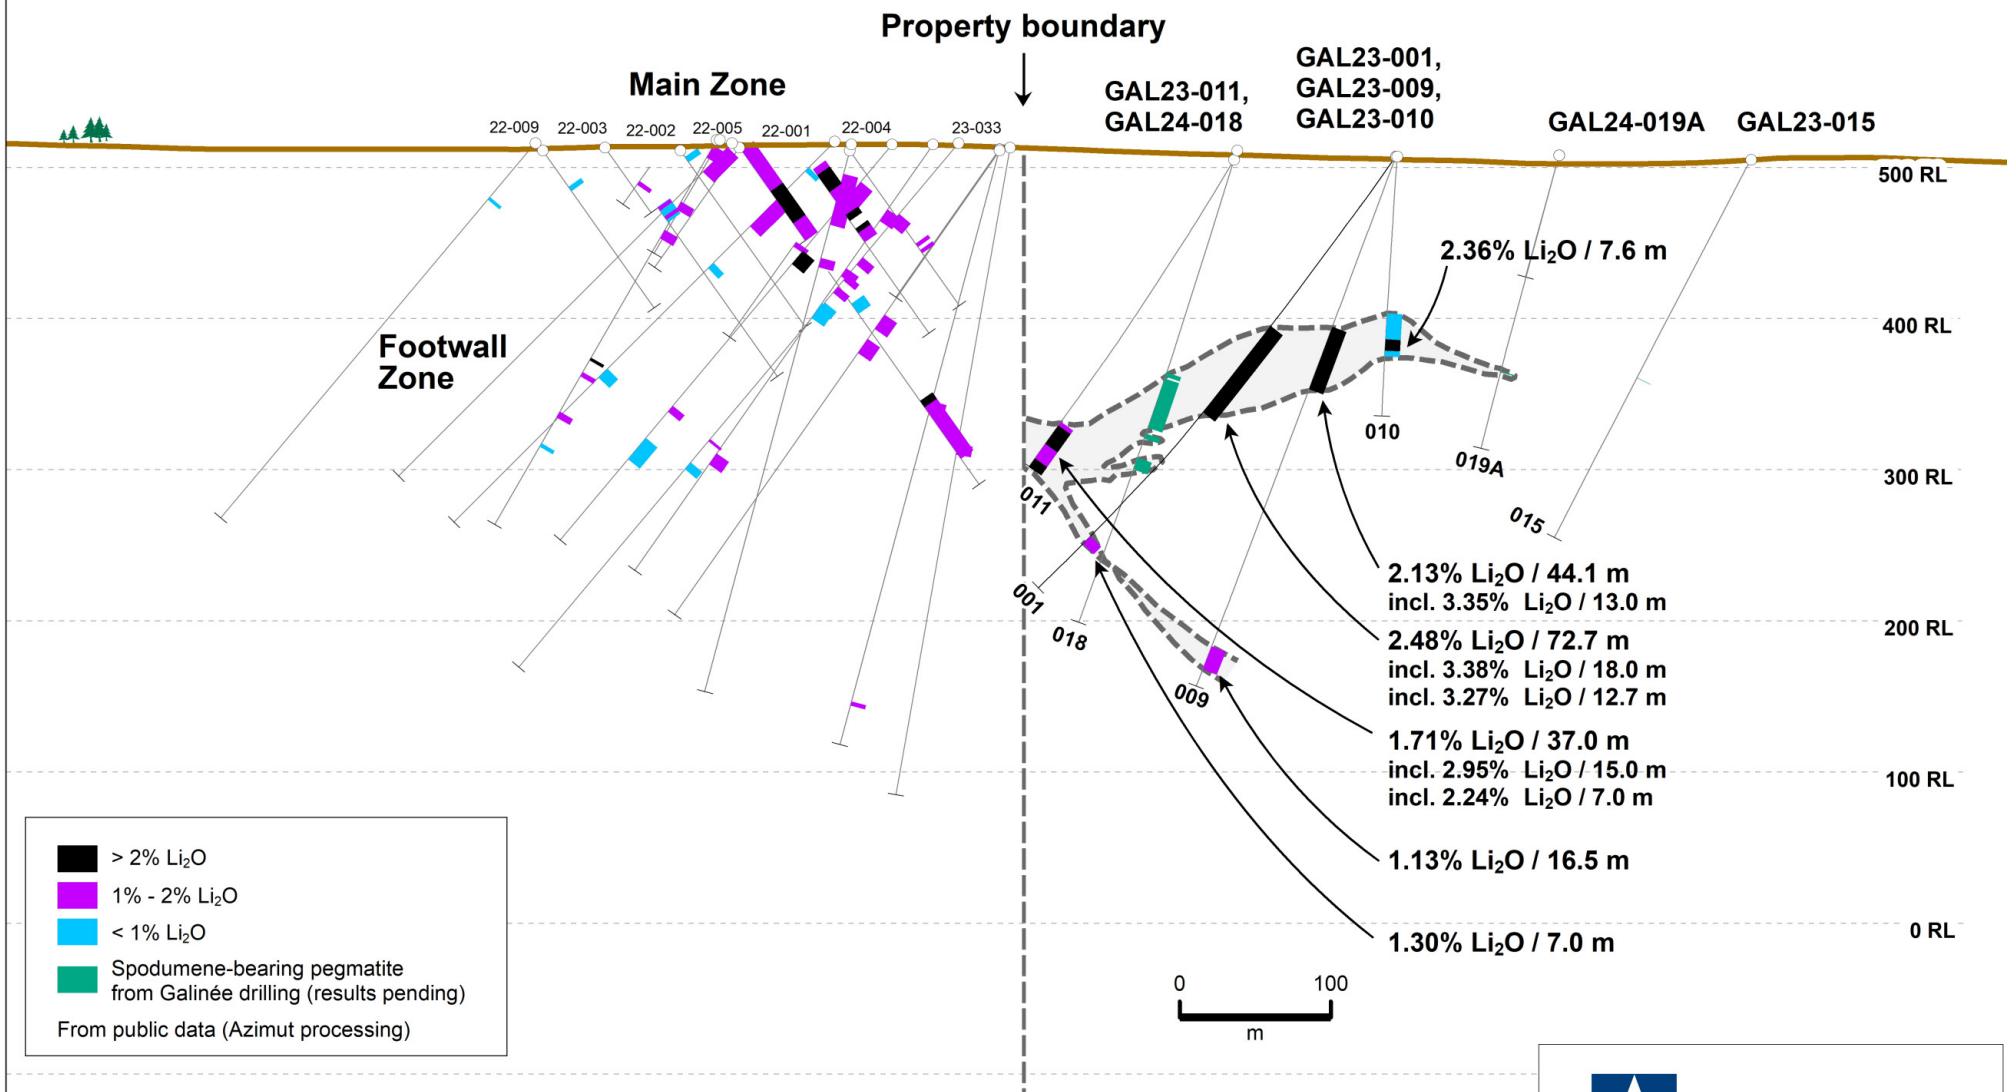 Property boundary
Main Zone
GAL23-011,
GAL24-018
GAL23-001,
GAL23-009,
GAL23-010
GAL24-019A
GAL23-015
22-009
22-003
22-002
22-005
22-001
22-004
23-033
500 RL
2.36% Li₂O / 7.6 m
400 RL
Footwall
Zone
010
019A
300 RL
011
015
001
018
009
2.13% Li₂O / 44.1 m
incl. 3.35% Li₂O / 13.0 m
200 RL
2.48% Li₂O / 72.7 m
incl. 3.38% Li₂O / 18.0 m
incl. 3.27% Li₂O / 12.7 m
1.71% Li₂O / 37.0 m
incl. 2.95% Li₂O / 15.0 m
incl. 2.24% Li₂O / 7.0 m
100 RL
1.13% Li₂O / 16.5 m
0 RL
1.30% Li₂O / 7.0 m
> 2% Li₂O
1% - 2% Li₂O
< 1% Li₂O
Spodumene-bearing pegmatite
from Galinée drilling (results pending)
From public data (Azimut processing)
0 100
m